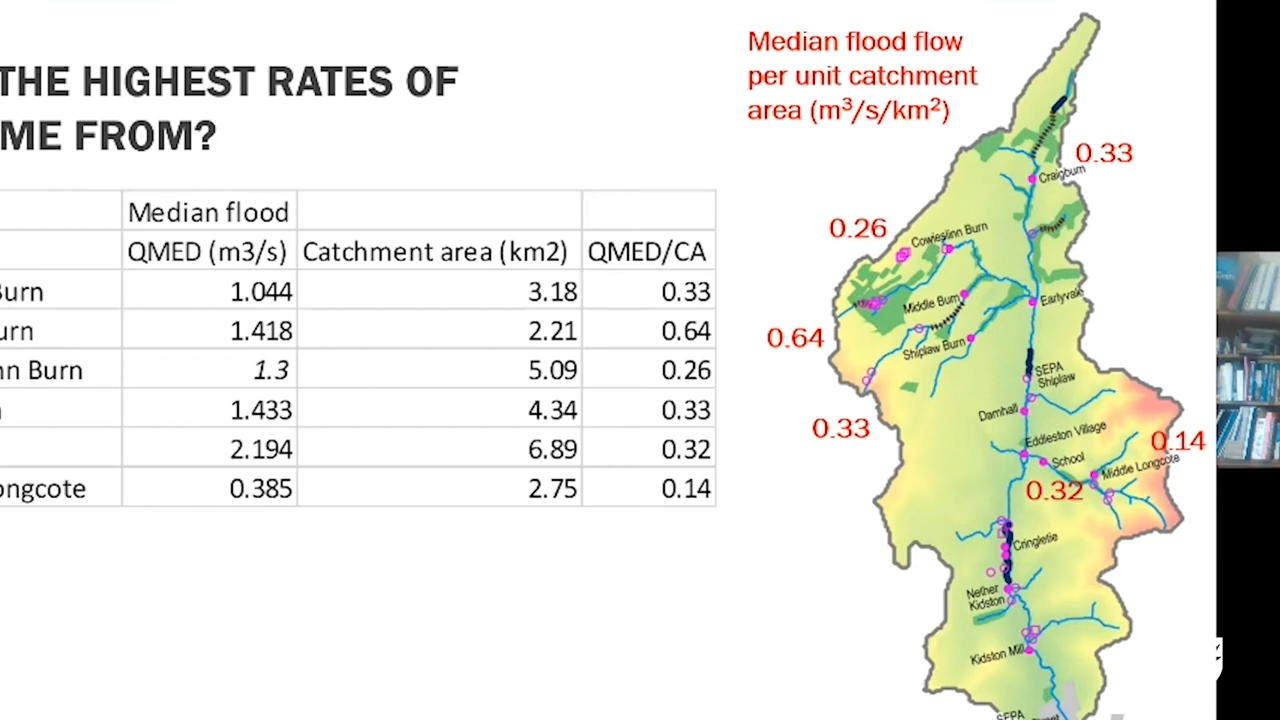 THE HIGHEST RATES OF
ME FROM?
Median flood
QMED (m3/s) Catchment area (km2) QMED/CA
Burn 1.044 3.18 0.33
urn 1.418 2.21 0.64
nn Burn 1.3 5.09 0.26
1.433 4.34 0.33
2.194 6.89 0.32
ongcote 0.385 2.75 0.14
Median flood flow
per unit catchment
area (m³/s/km²)
0.33
Craigburn
0.26
Cowieslinn Burn
Middle Burn
Earlyvale
0.64
Shiplaw Burn
SEPA
Shiplaw
Damhall
0.33
Eddleston Village
0.14
School
Middle Longcote
0.32
Cringletie
Nether
Kidston
Kidston Mill
SEPA